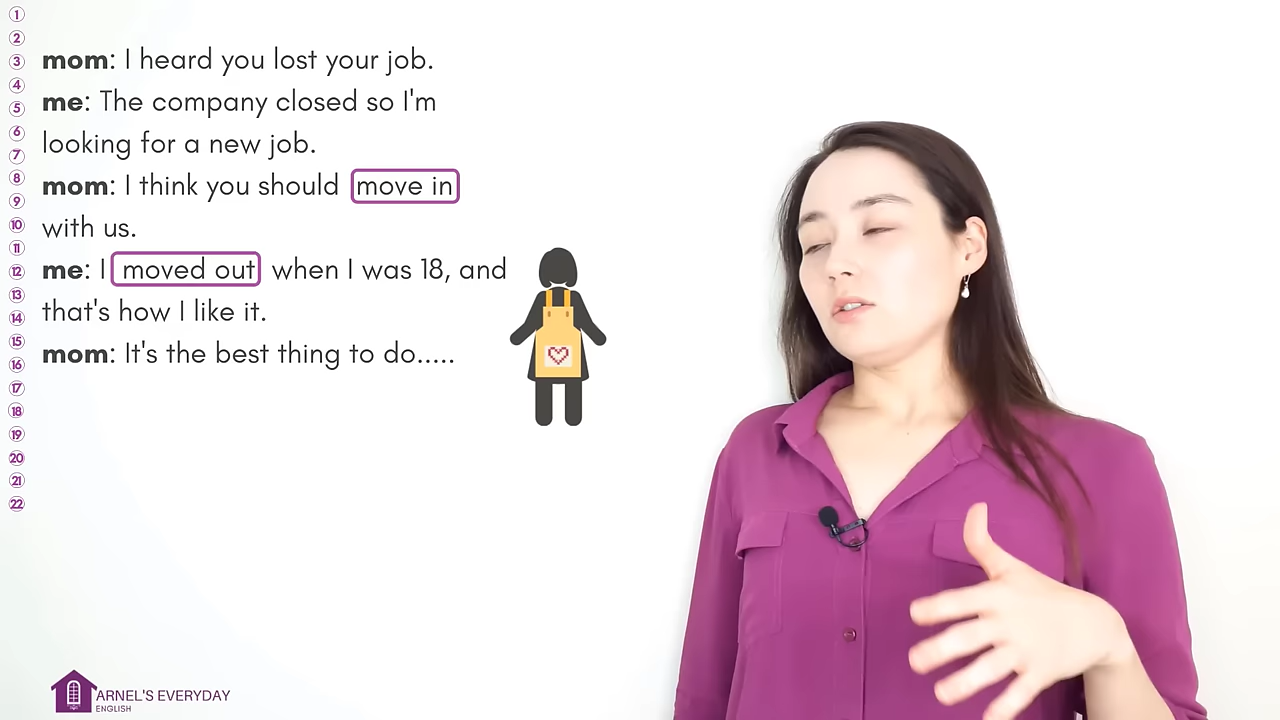 ①
②
③
④
⑤
⑥
⑦
⑧
⑨
⑩
⑪
⑫
⑬
⑭
⑮
⑯
⑰
⑱
⑲
⑳
㉑
㉒
mom: I heard you lost your job.
me: The company closed so I'm
looking for a new job.
mom: I think you should move in
with us.
me: I moved out when I was 18, and
that's how I like it.
mom: It's the best thing to do.....
ARNEL'S EVERYDAY
ENGLISH